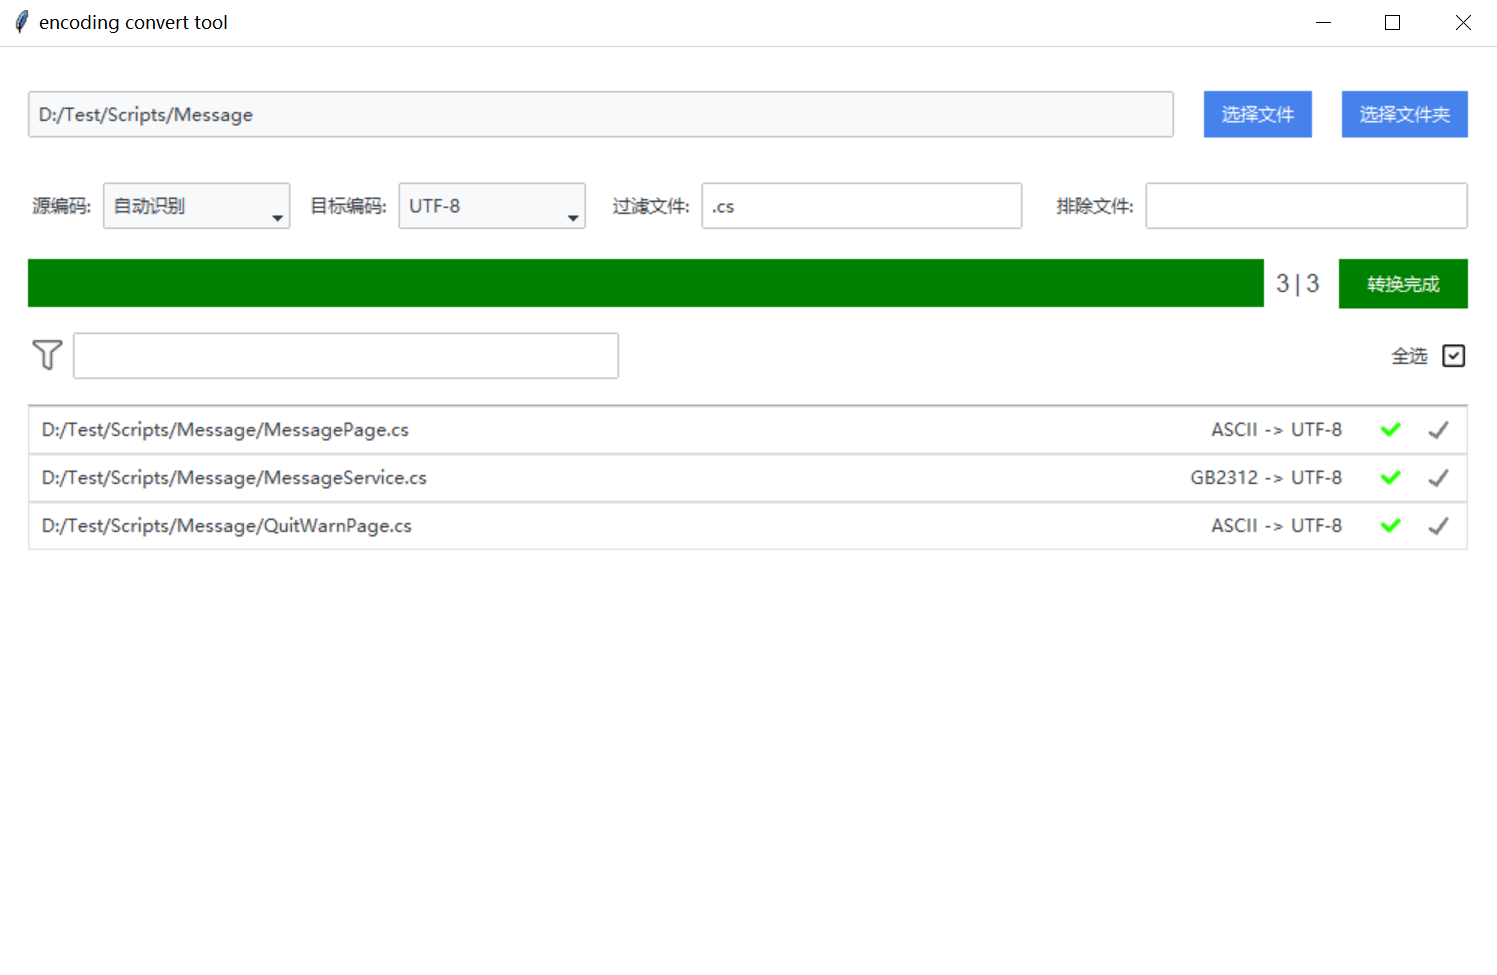 encoding convert tool
D:/Test/Scripts/Message 选择文件 选择文件夹
源编码: 自动识别 目标编码: UTF-8 过滤文件: .cs 排除文件:
3 | 3 转换完成
全选
D:/Test/Scripts/Message/MessagePage.cs ASCII -> UTF-8
D:/Test/Scripts/Message/MessageService.cs GB2312 -> UTF-8
D:/Test/Scripts/Message/QuitWarnPage.cs ASCII -> UTF-8